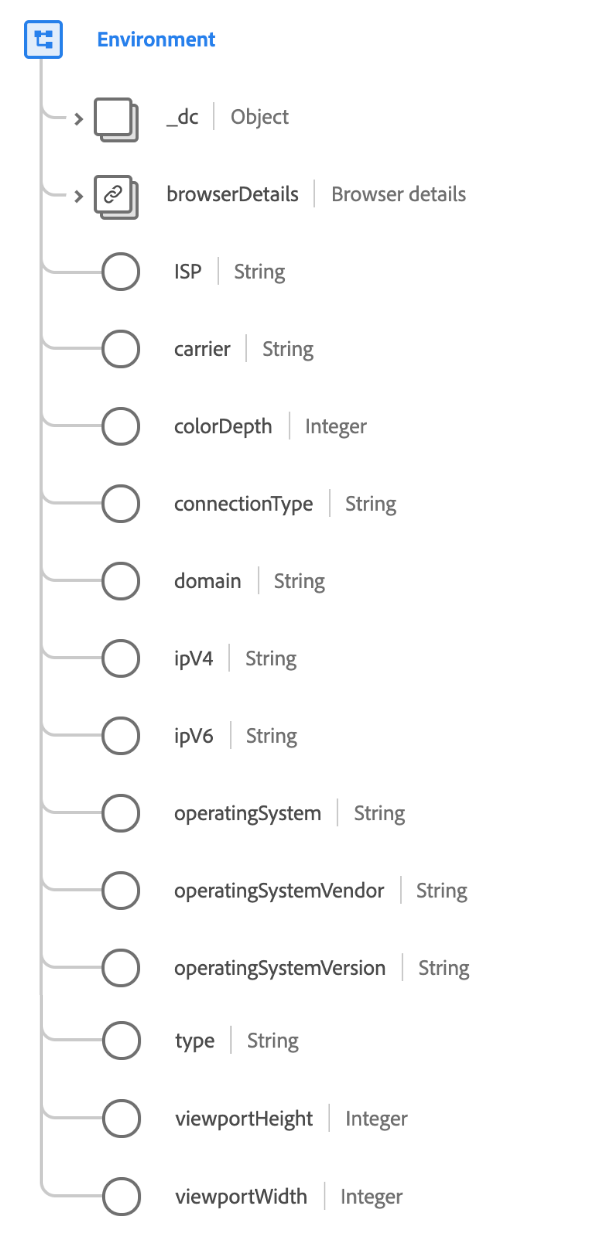 Environment
_dc Object
browserDetails Browser details
ISP String
carrier String
colorDepth Integer
connectionType String
domain String
ipV4 String
ipV6 String
operatingSystem String
operatingSystemVendor String
operatingSystemVersion String
type String
viewportHeight Integer
viewportWidth Integer